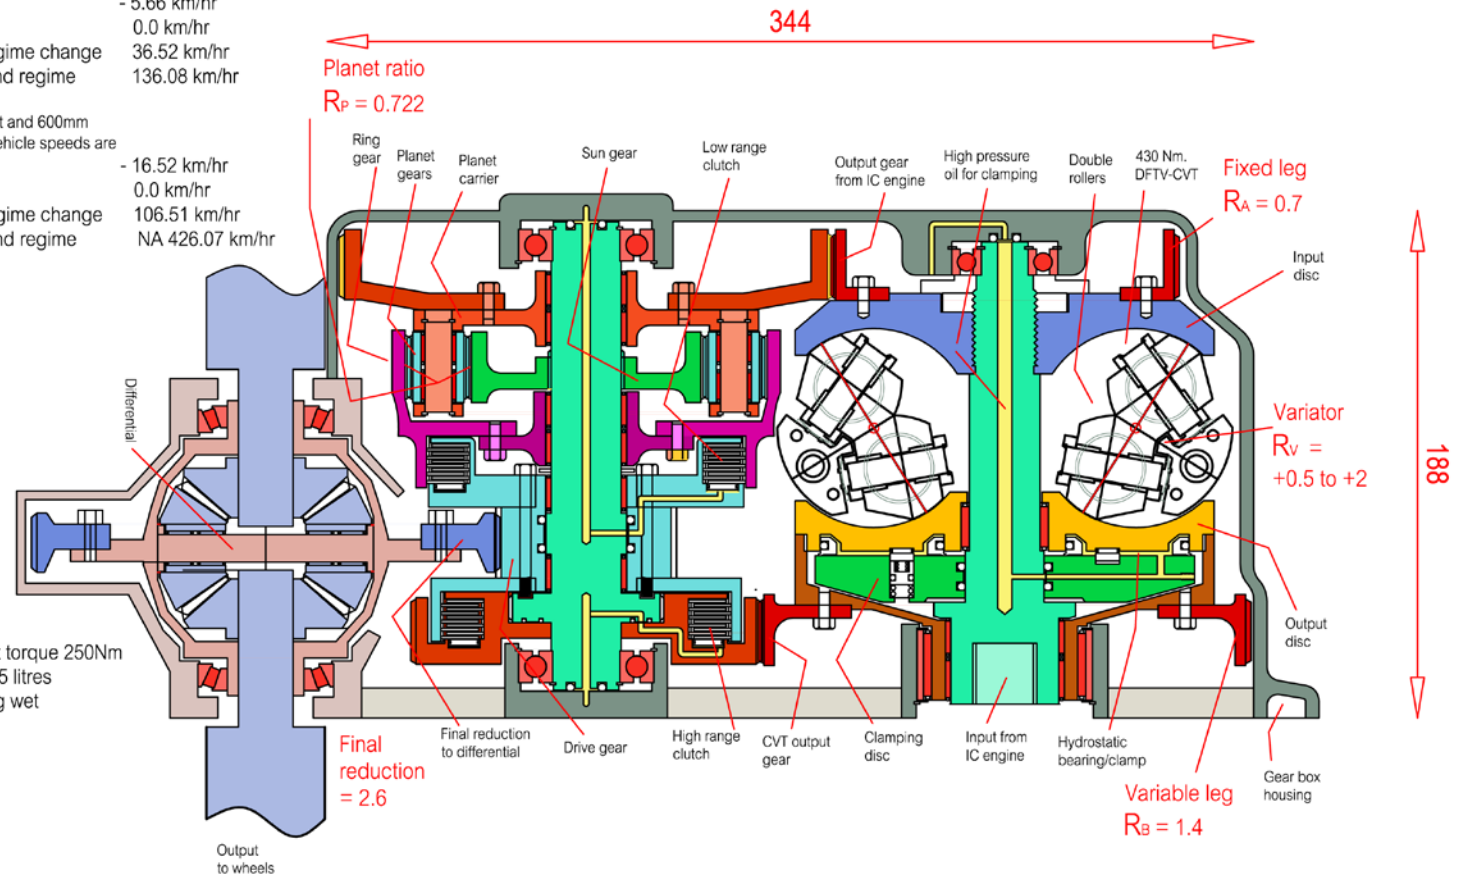 - 5.66 km/hr
0.0 km/hr
gime change 36.52 km/hr
nd regime 136.08 km/hr
t and 600mm
ehicle speeds are
- 16.52 km/hr
0.0 km/hr
gime change 106.51 km/hr
nd regime NA 426.07 km/hr
344
Planet ratio
RP = 0.722
Ring
gear
Planet
gears
Planet
carrier
Sun gear
Low range
clutch
Output gear
from IC engine
High pressure
oil for clamping
Double
rollers
430 Nm.
DFTV-CVT
Fixed leg
RA = 0.7
Input
disc
Differential
Variator
RV =
+0.5 to +2
188
Output
disc
t torque 250Nm
5 litres
g wet
Final
reduction
= 2.6
Final reduction
to differential
Drive gear
High range
clutch
CVT output
gear
Clamping
disc
Input from
IC engine
Hydrostatic
bearing/clamp
Variable leg
RB = 1.4
Gear box
housing
Output
to wheels